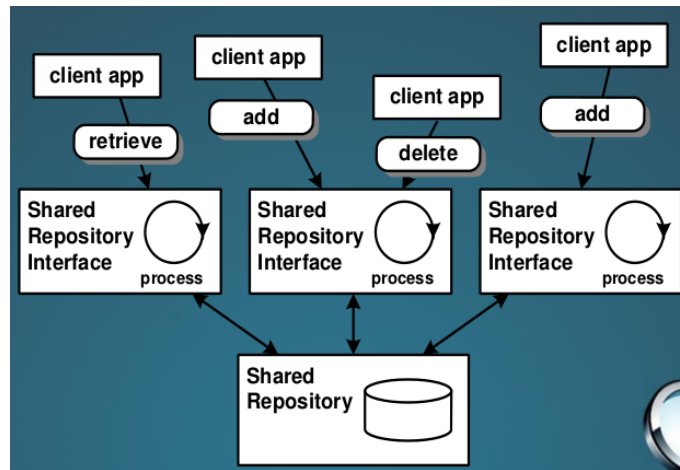 client app
client app
client app
client app
retrieve
add
delete
add
Shared
Repository
Interface
process
Shared
Repository
Interface
process
Shared
Repository
Interface
process
Shared
Repository